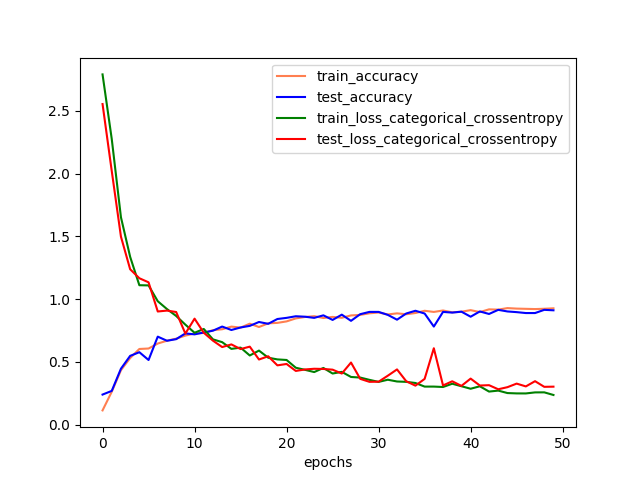 train_accuracy
test_accuracy
train_loss_categorical_crossentropy
test_loss_categorical_crossentropy
2.5
2.0
1.5
1.0
0.5
0.0
0 10 20 30 40 50
epochs